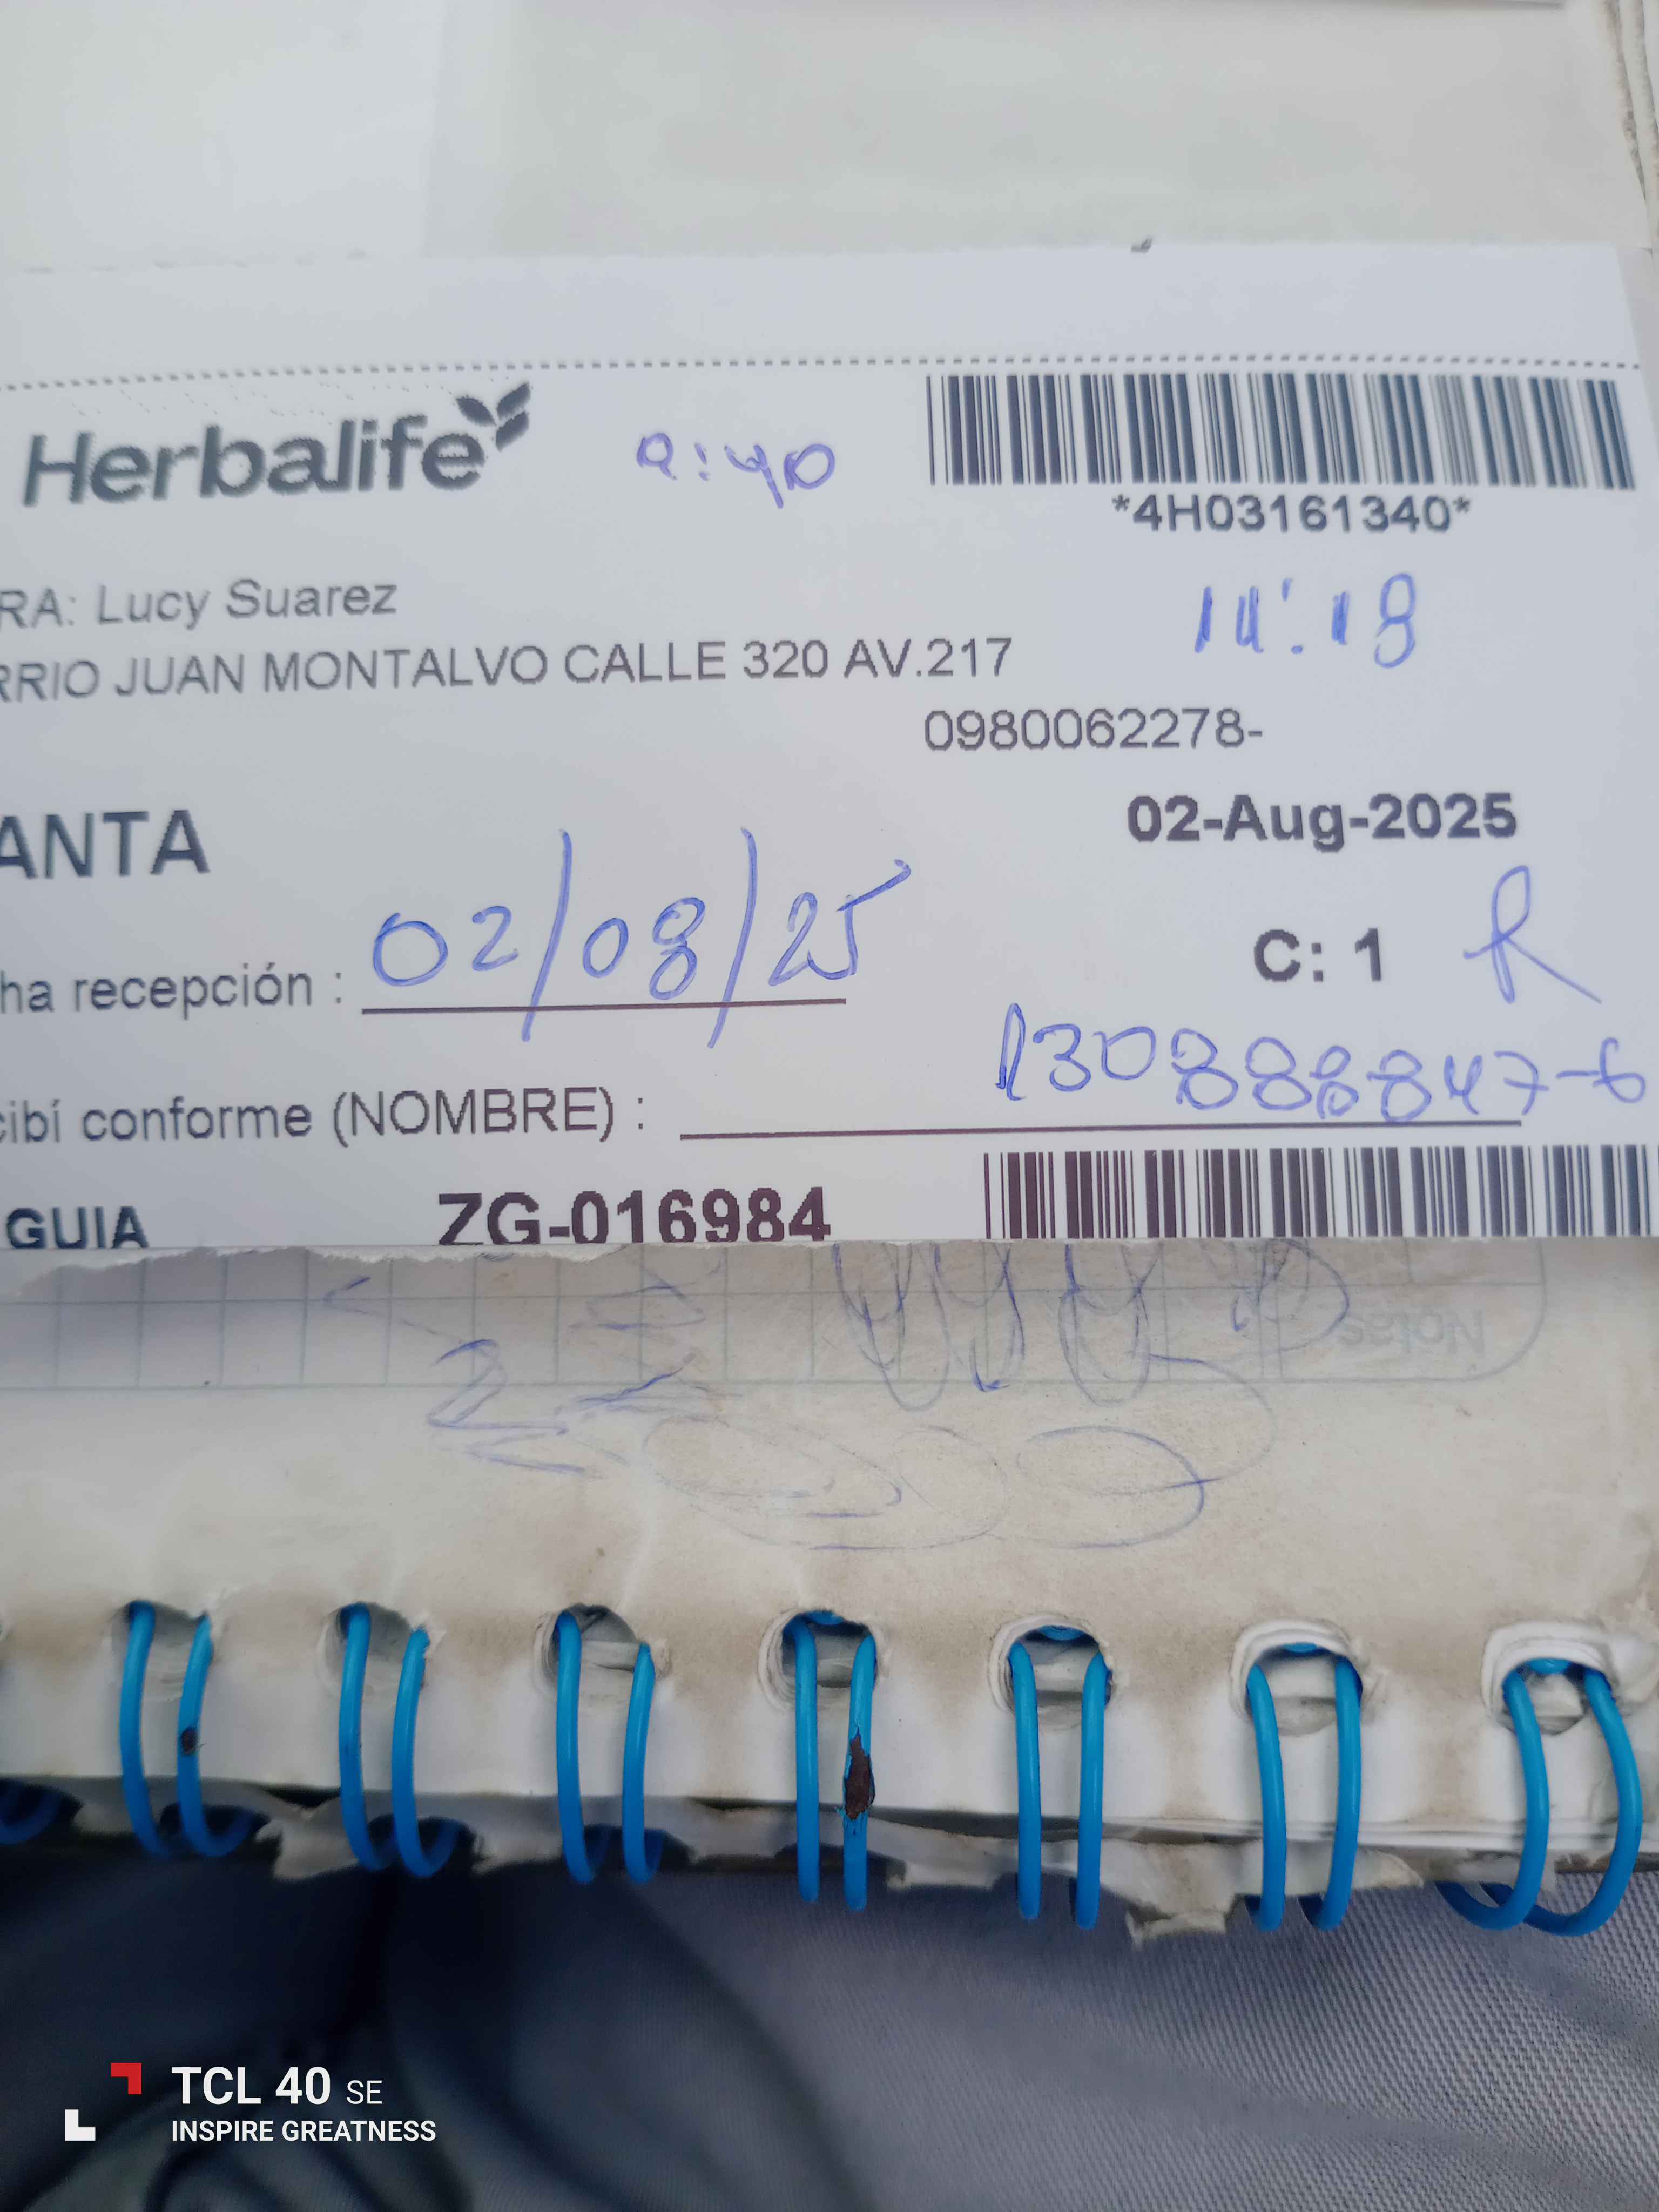 Herbalife
9:40
*4H03161340*
RA: Lucy Suarez
11:18
RRIO JUAN MONTALVO CALLE 320 AV.217
0980062278-
ANTA
02-Aug-2025
ha recepción : 02/08/25
C: 1
cibí conforme (NOMBRE) :
GUIA ZG-016984
Notas
TCL 40 SE
INSPIRE GREATNESS